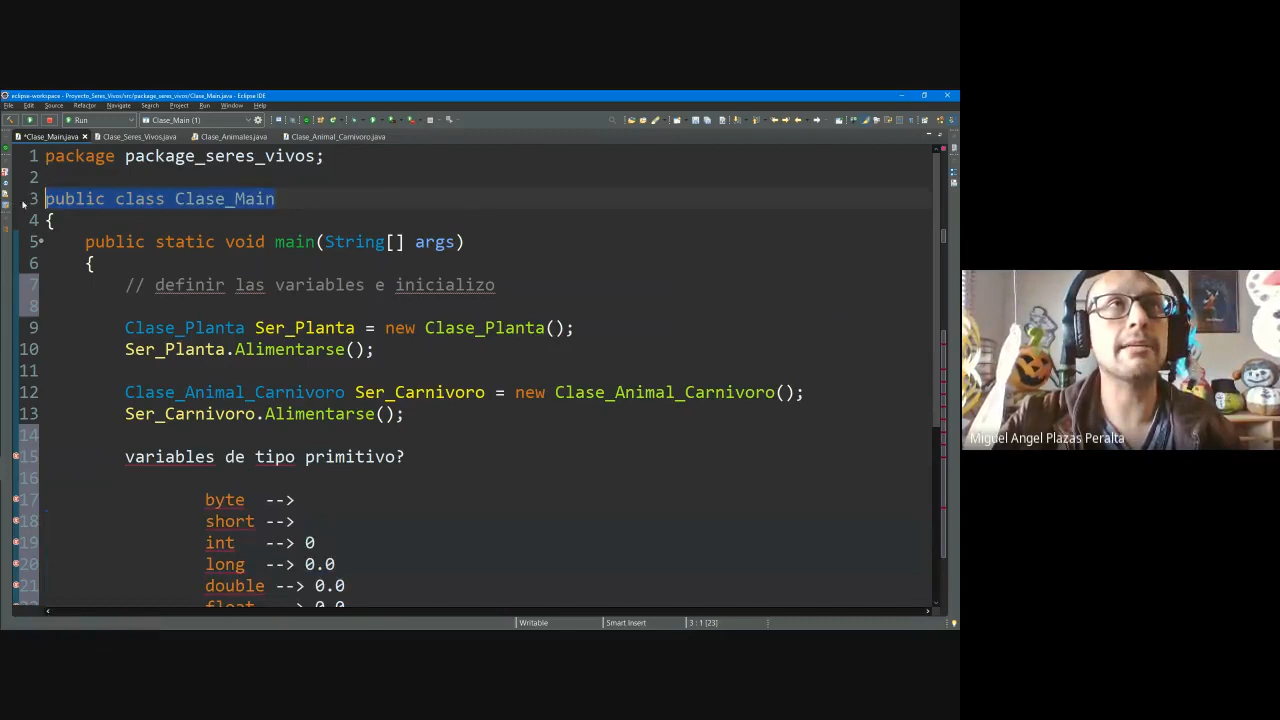 eclipse-workspace - Proyecto_Seres_Vivos/src/package_seres_vivos/Clase_Main.java - Eclipse IDE
File Edit Source Refactor Navigate Search Project Run Window Help
Run Clase_Main (1)
*Clase_Main.java Clase_Seres_Vivos.java Clase_Animales.java Clase_Animal_Carnivoro.java
1 package package_seres_vivos;
2
3 public class Clase_Main
4 {
5 public static void main(String[] args)
6 {
7 // definir las variables e inicializo
8
9 Clase_Planta Ser_Planta = new Clase_Planta();
10 Ser_Planta.Alimentarse();
11
12 Clase_Animal_Carnivoro Ser_Carnivoro = new Clase_Animal_Carnivoro();
13 Ser_Carnivoro.Alimentarse();
14
15 variables de tipo primitivo?
16
17 byte -->
18 short -->
19 int --> 0
20 long --> 0.0
21 double --> 0.0
22 float --> 0.0
Writable Smart Insert 3 : 1 [23]
Miguel Angel Plazas Peralta